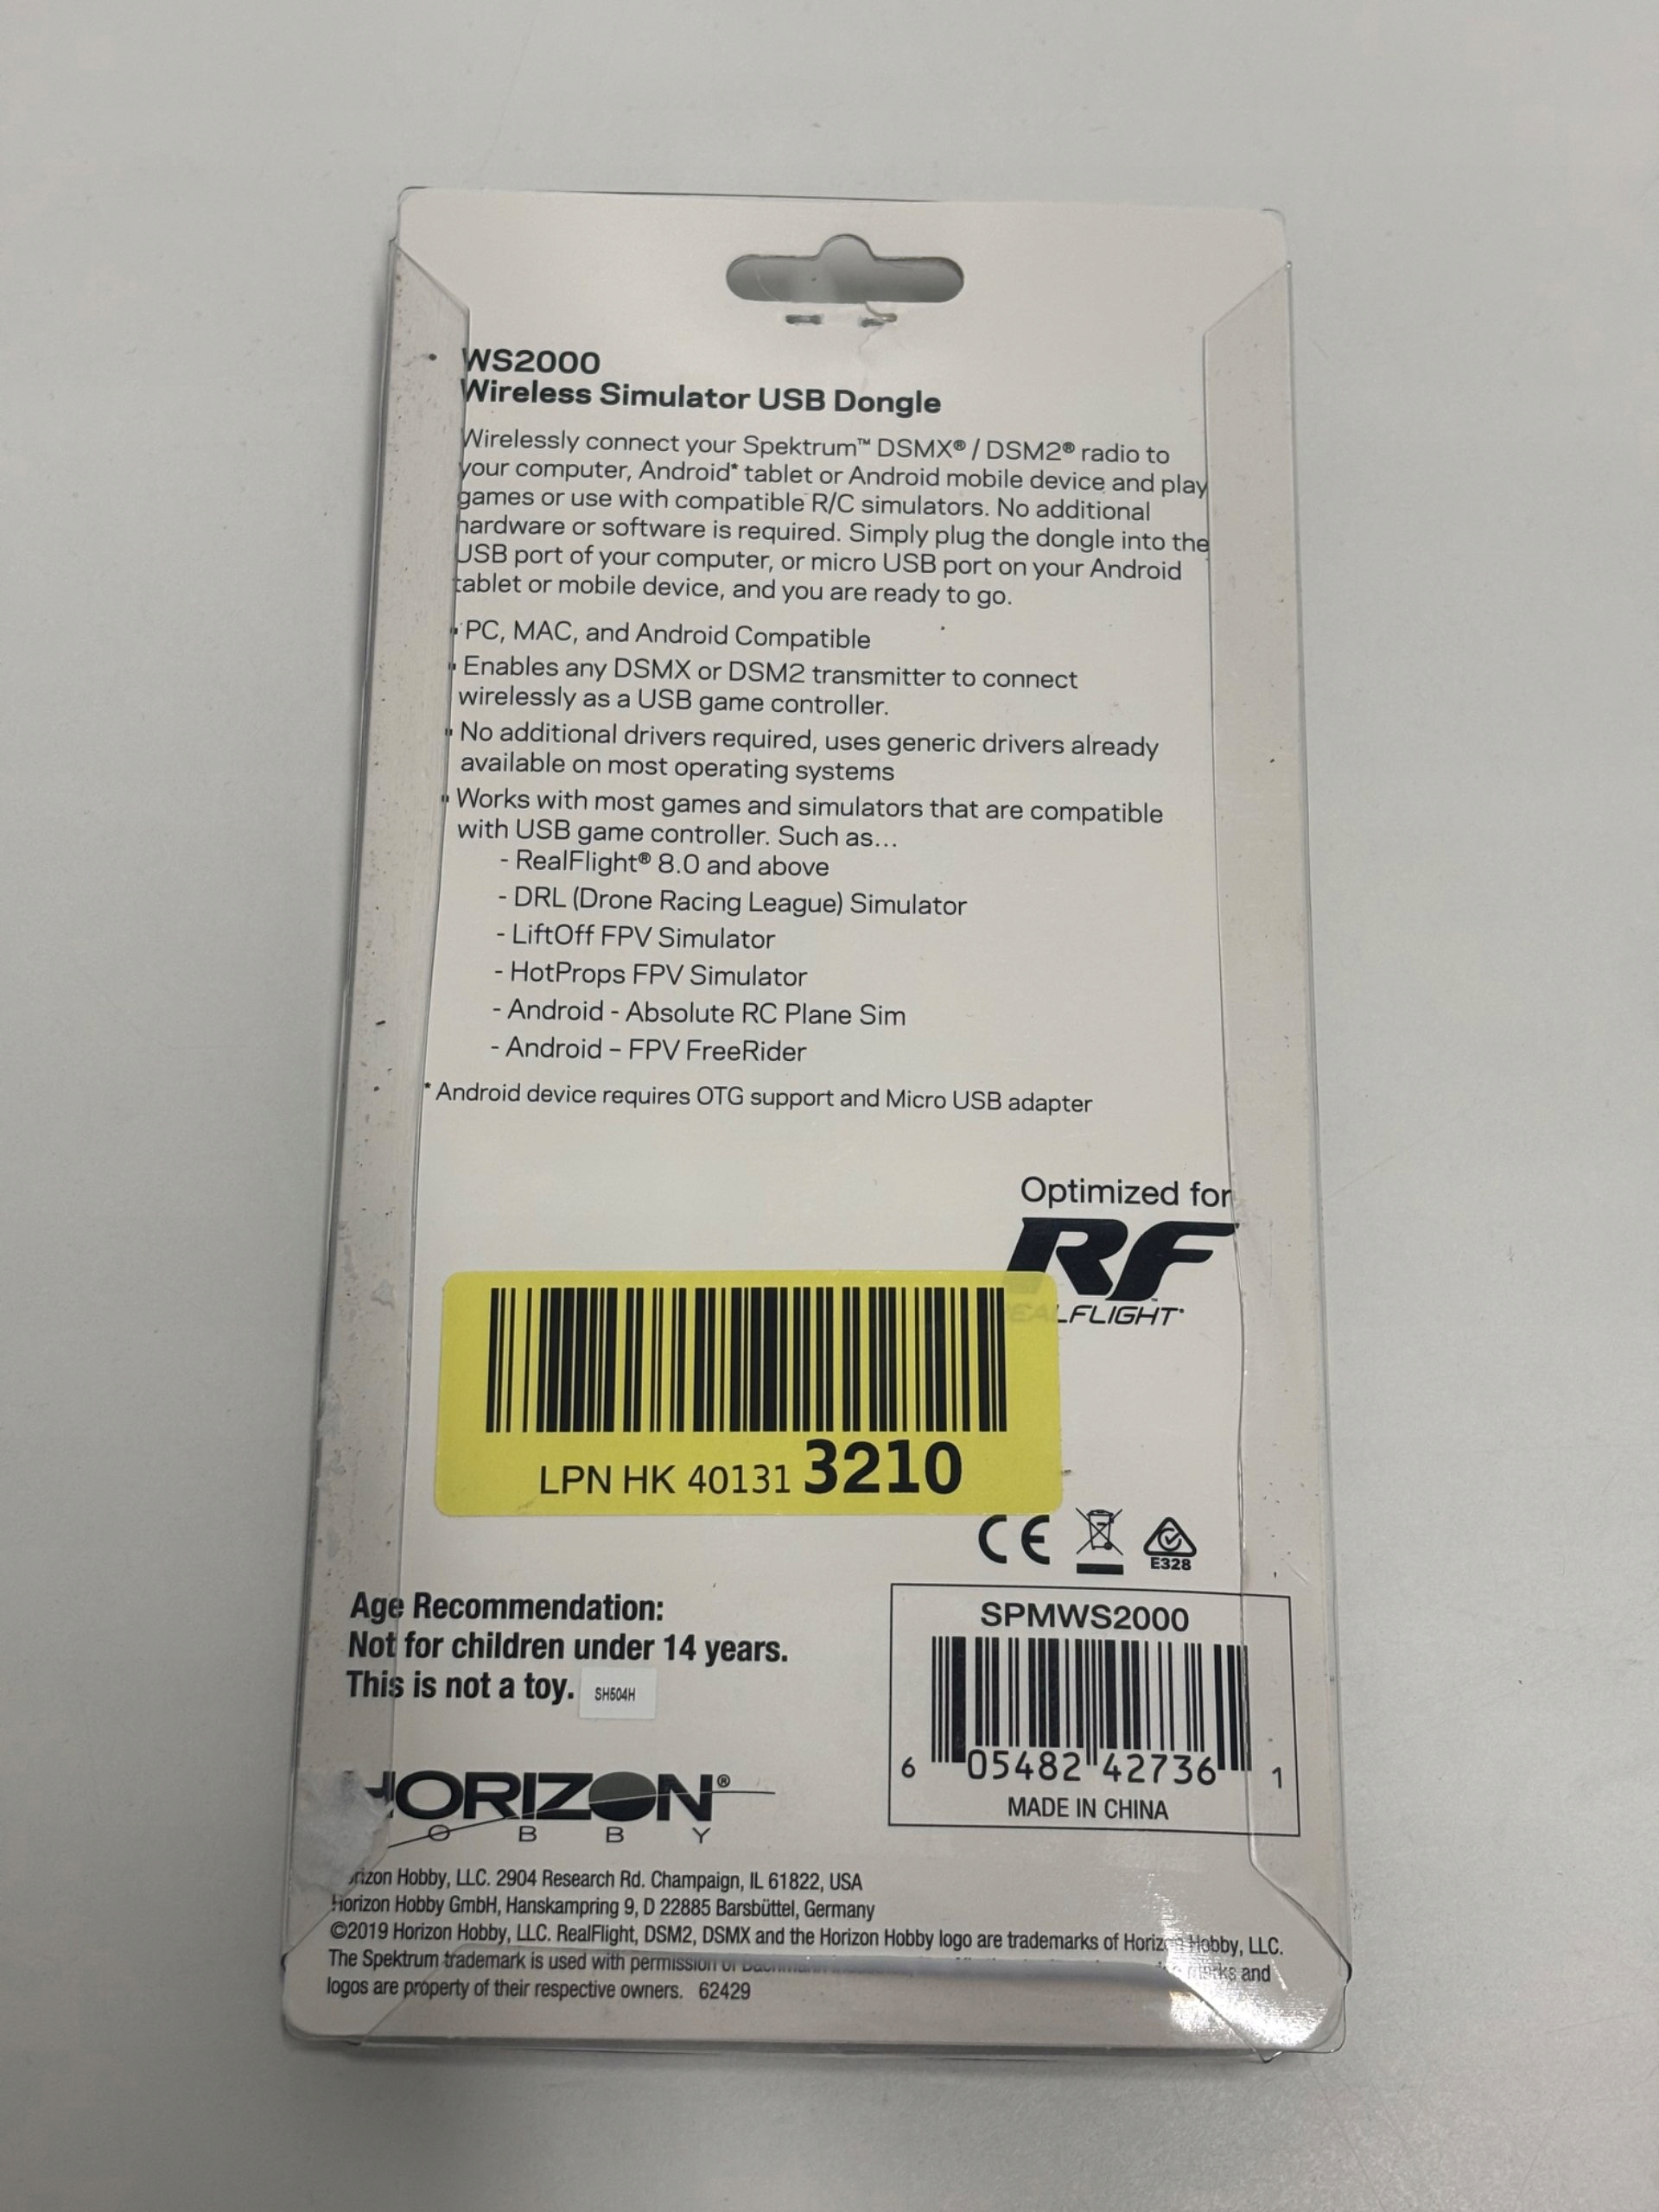 WS2000
Wireless Simulator USB Dongle
Wirelessly connect your Spektrum™ DSMX® / DSM2® radio to
your computer, Android* tablet or Android mobile device and play
games or use with compatible R/C simulators. No additional
hardware or software is required. Simply plug the dongle into the
USB port of your computer, or micro USB port on your Android
tablet or mobile device, and you are ready to go.
• PC, MAC, and Android Compatible
• Enables any DSMX or DSM2 transmitter to connect
wirelessly as a USB game controller.
• No additional drivers required, uses generic drivers already
available on most operating systems
• Works with most games and simulators that are compatible
with USB game controller. Such as...
- RealFlight® 8.0 and above
- DRL (Drone Racing League) Simulator
- LiftOff FPV Simulator
- HotProps FPV Simulator
- Android - Absolute RC Plane Sim
- Android – FPV FreeRider
* Android device requires OTG support and Micro USB adapter
Optimized for
RF
REALFLIGHT
LPN HK 40131 3210
CE
E328
Age Recommendation:
Not for children under 14 years.
This is not a toy.
SH504H
SPMWS2000
6 05482 42736 1
MADE IN CHINA
HORIZON®
O B B Y
Horizon Hobby, LLC. 2904 Research Rd. Champaign, IL 61822, USA
Horizon Hobby GmbH, Hanskampring 9, D 22885 Barsbüttel, Germany
©2019 Horizon Hobby, LLC. RealFlight, DSM2, DSMX and the Horizon Hobby logo are trademarks of Horizon Hobby, LLC.
The Spektrum trademark is used with permission of Bachmann marks and
logos are property of their respective owners. 62429